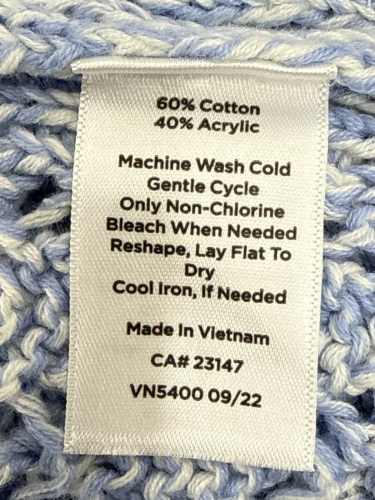 60% Cotton
40% Acrylic
Machine Wash Cold
Gentle Cycle
Only Non-Chlorine
Bleach When Needed
Reshape, Lay Flat To
Dry
Cool Iron, If Needed
Made In Vietnam
CA# 23147
VN5400 09/22